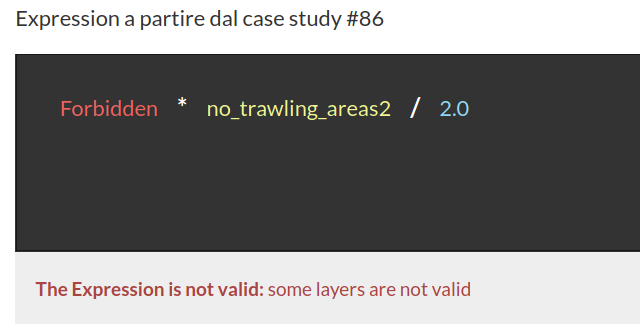 Expression a partire dal case study #86
Forbidden * no_trawling_areas2 / 2.0
The Expression is not valid: some layers are not valid